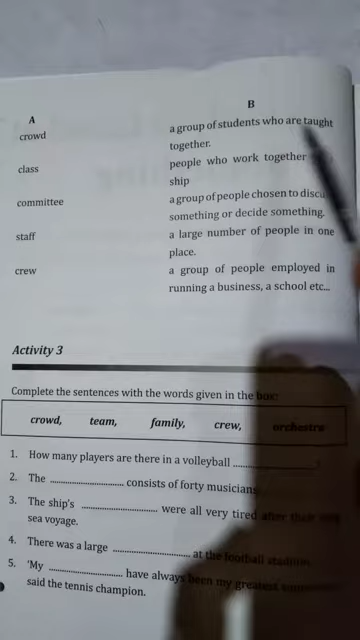 A
B
crowd
a group of students who are taught
together.
class
people who work together
ship
committee
a group of people chosen to discu
something or decide something.
staff
a large number of people in one
place.
crew
a group of people employed in
running a business, a school etc...
Activity 3
Complete the sentences with the words given in the box:
crowd, team, family, crew, orchestra
1. How many players are there in a volleyball ......................?
2. The ...................... consists of forty musicians
3. The ship's ...................... were all very tired after their
sea voyage.
4. There was a large ...................... at the football stadium.
5. 'My ...................... have always been my greatest
said the tennis champion.